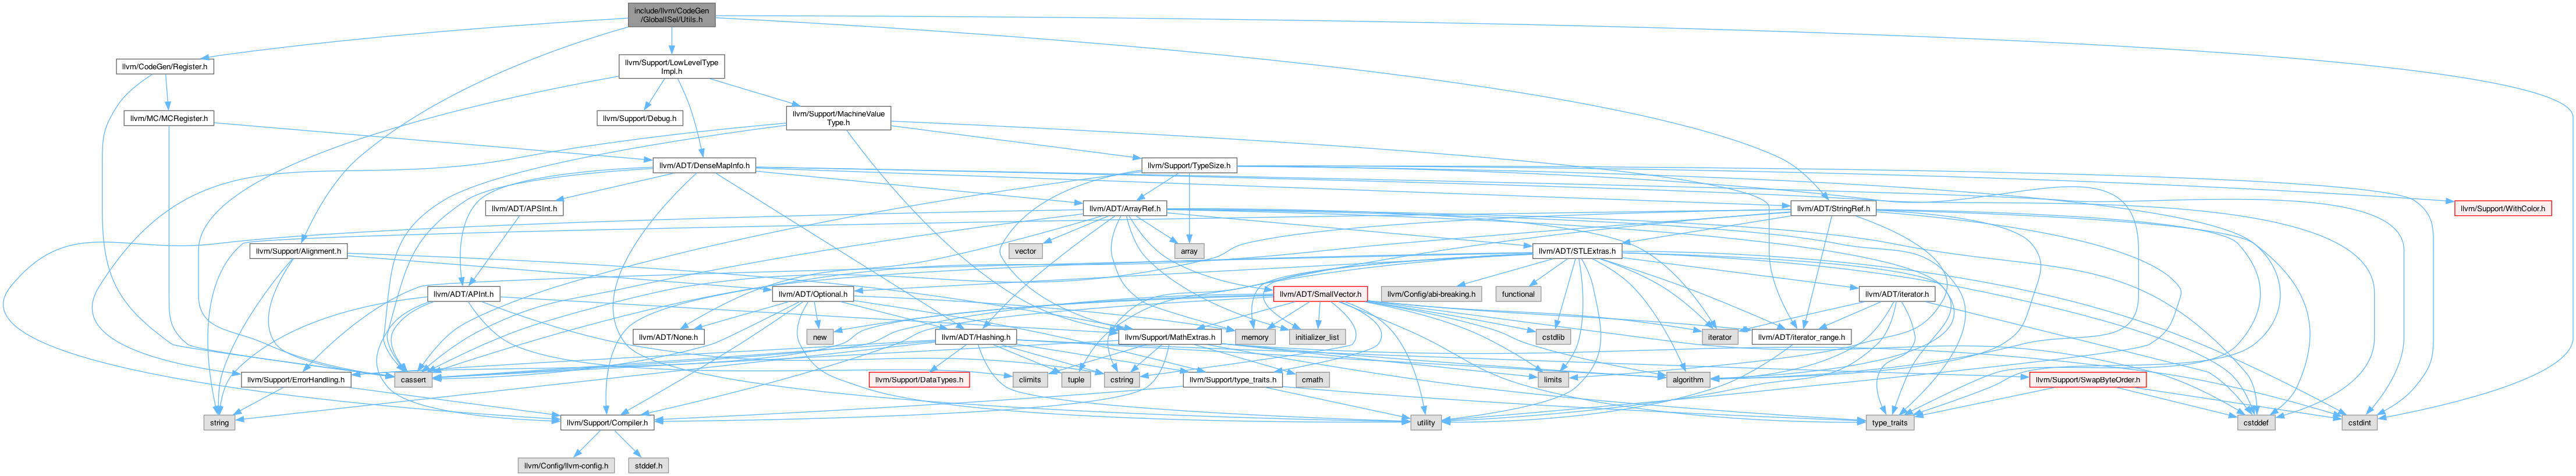 include/llvm/CodeGen
/GlobalISel/Utils.h
llvm/CodeGen/Register.h
llvm/Support/LowLevelType
Impl.h
llvm/MC/MCRegister.h
llvm/Support/Debug.h
llvm/Support/MachineValue
Type.h
llvm/ADT/DenseMapInfo.h
llvm/Support/TypeSize.h
llvm/ADT/APSInt.h
llvm/ADT/ArrayRef.h
llvm/ADT/StringRef.h
llvm/Support/WithColor.h
llvm/Support/Alignment.h
vector
array
llvm/ADT/STLExtras.h
llvm/ADT/APInt.h
llvm/ADT/Optional.h
llvm/ADT/SmallVector.h
llvm/Config/abi-breaking.h
functional
llvm/ADT/iterator.h
llvm/ADT/None.h
new
llvm/ADT/Hashing.h
llvm/Support/MathExtras.h
memory
initializer_list
cstdlib
iterator
llvm/ADT/iterator_range.h
llvm/Support/ErrorHandling.h
cassert
llvm/Support/DataTypes.h
climits
tuple
cstring
llvm/Support/type_traits.h
cmath
limits
algorithm
llvm/Support/SwapByteOrder.h
string
llvm/Support/Compiler.h
utility
type_traits
cstddef
cstdint
llvm/Config/llvm-config.h
stddef.h